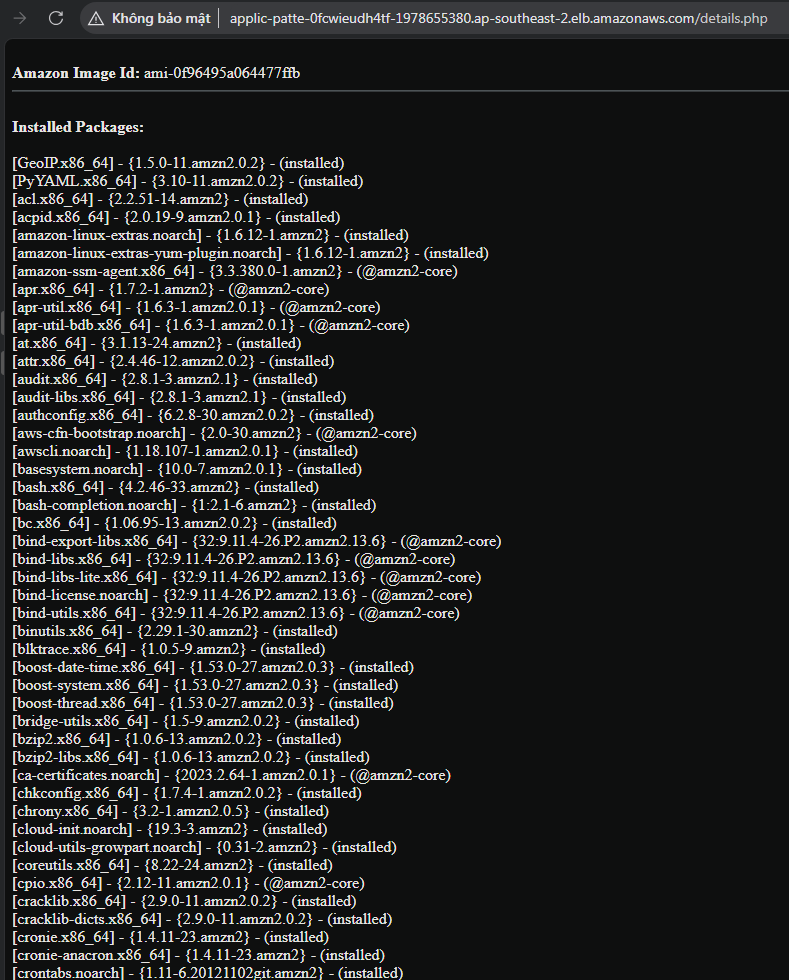 Không bảo mật
applic-patte-0fcwieudh4tf-1978655380.ap-southeast-2.elb.amazonaws.com/details.php
Amazon Image Id: ami-0f96495a064477ffb
Installed Packages:
[GeoIP.x86_64] - {1.5.0-11.amzn2.0.2} - (installed)
[PyYAML.x86_64] - {3.10-11.amzn2.0.2} - (installed)
[acl.x86_64] - {2.2.51-14.amzn2} - (installed)
[acpid.x86_64] - {2.0.19-9.amzn2.0.1} - (installed)
[amazon-linux-extras.noarch] - {1.6.12-1.amzn2} - (installed)
[amazon-linux-extras-yum-plugin.noarch] - {1.6.12-1.amzn2} - (installed)
[amazon-ssm-agent.x86_64] - {3.3.380.0-1.amzn2} - (@amzn2-core)
[apr.x86_64] - {1.7.2-1.amzn2} - (@amzn2-core)
[apr-util.x86_64] - {1.6.3-1.amzn2.0.1} - (@amzn2-core)
[apr-util-bdb.x86_64] - {1.6.3-1.amzn2.0.1} - (@amzn2-core)
[at.x86_64] - {3.1.13-24.amzn2} - (installed)
[attr.x86_64] - {2.4.46-12.amzn2.0.2} - (installed)
[audit.x86_64] - {2.8.1-3.amzn2.1} - (installed)
[audit-libs.x86_64] - {2.8.1-3.amzn2.1} - (installed)
[authconfig.x86_64] - {6.2.8-30.amzn2.0.2} - (installed)
[aws-cfn-bootstrap.noarch] - {2.0-30.amzn2} - (@amzn2-core)
[awscli.noarch] - {1.18.107-1.amzn2.0.1} - (installed)
[basesystem.noarch] - {10.0-7.amzn2.0.1} - (installed)
[bash.x86_64] - {4.2.46-33.amzn2} - (installed)
[bash-completion.noarch] - {1:2.1-6.amzn2} - (installed)
[bc.x86_64] - {1.06.95-13.amzn2.0.2} - (installed)
[bind-export-libs.x86_64] - {32:9.11.4-26.P2.amzn2.13.6} - (@amzn2-core)
[bind-libs.x86_64] - {32:9.11.4-26.P2.amzn2.13.6} - (@amzn2-core)
[bind-libs-lite.x86_64] - {32:9.11.4-26.P2.amzn2.13.6} - (@amzn2-core)
[bind-license.noarch] - {32:9.11.4-26.P2.amzn2.13.6} - (@amzn2-core)
[bind-utils.x86_64] - {32:9.11.4-26.P2.amzn2.13.6} - (@amzn2-core)
[binutils.x86_64] - {2.29.1-30.amzn2} - (installed)
[blktrace.x86_64] - {1.0.5-9.amzn2} - (installed)
[boost-date-time.x86_64] - {1.53.0-27.amzn2.0.3} - (installed)
[boost-system.x86_64] - {1.53.0-27.amzn2.0.3} - (installed)
[boost-thread.x86_64] - {1.53.0-27.amzn2.0.3} - (installed)
[bridge-utils.x86_64] - {1.5-9.amzn2.0.2} - (installed)
[bzip2.x86_64] - {1.0.6-13.amzn2.0.2} - (installed)
[bzip2-libs.x86_64] - {1.0.6-13.amzn2.0.2} - (installed)
[ca-certificates.noarch] - {2023.2.64-1.amzn2.0.1} - (@amzn2-core)
[chkconfig.x86_64] - {1.7.4-1.amzn2.0.2} - (installed)
[chrony.x86_64] - {3.2-1.amzn2.0.5} - (installed)
[cloud-init.noarch] - {19.3-3.amzn2} - (installed)
[cloud-utils-growpart.noarch] - {0.31-2.amzn2} - (installed)
[coreutils.x86_64] - {8.22-24.amzn2} - (installed)
[cpio.x86_64] - {2.12-11.amzn2.0.1} - (@amzn2-core)
[cracklib.x86_64] - {2.9.0-11.amzn2.0.2} - (installed)
[cracklib-dicts.x86_64] - {2.9.0-11.amzn2.0.2} - (installed)
[cronie.x86_64] - {1.4.11-23.amzn2} - (installed)
[cronie-anacron.x86_64] - {1.4.11-23.amzn2} - (installed)
[crontabs.noarch] - {1.11-6.20121102git.amzn2} - (installed)